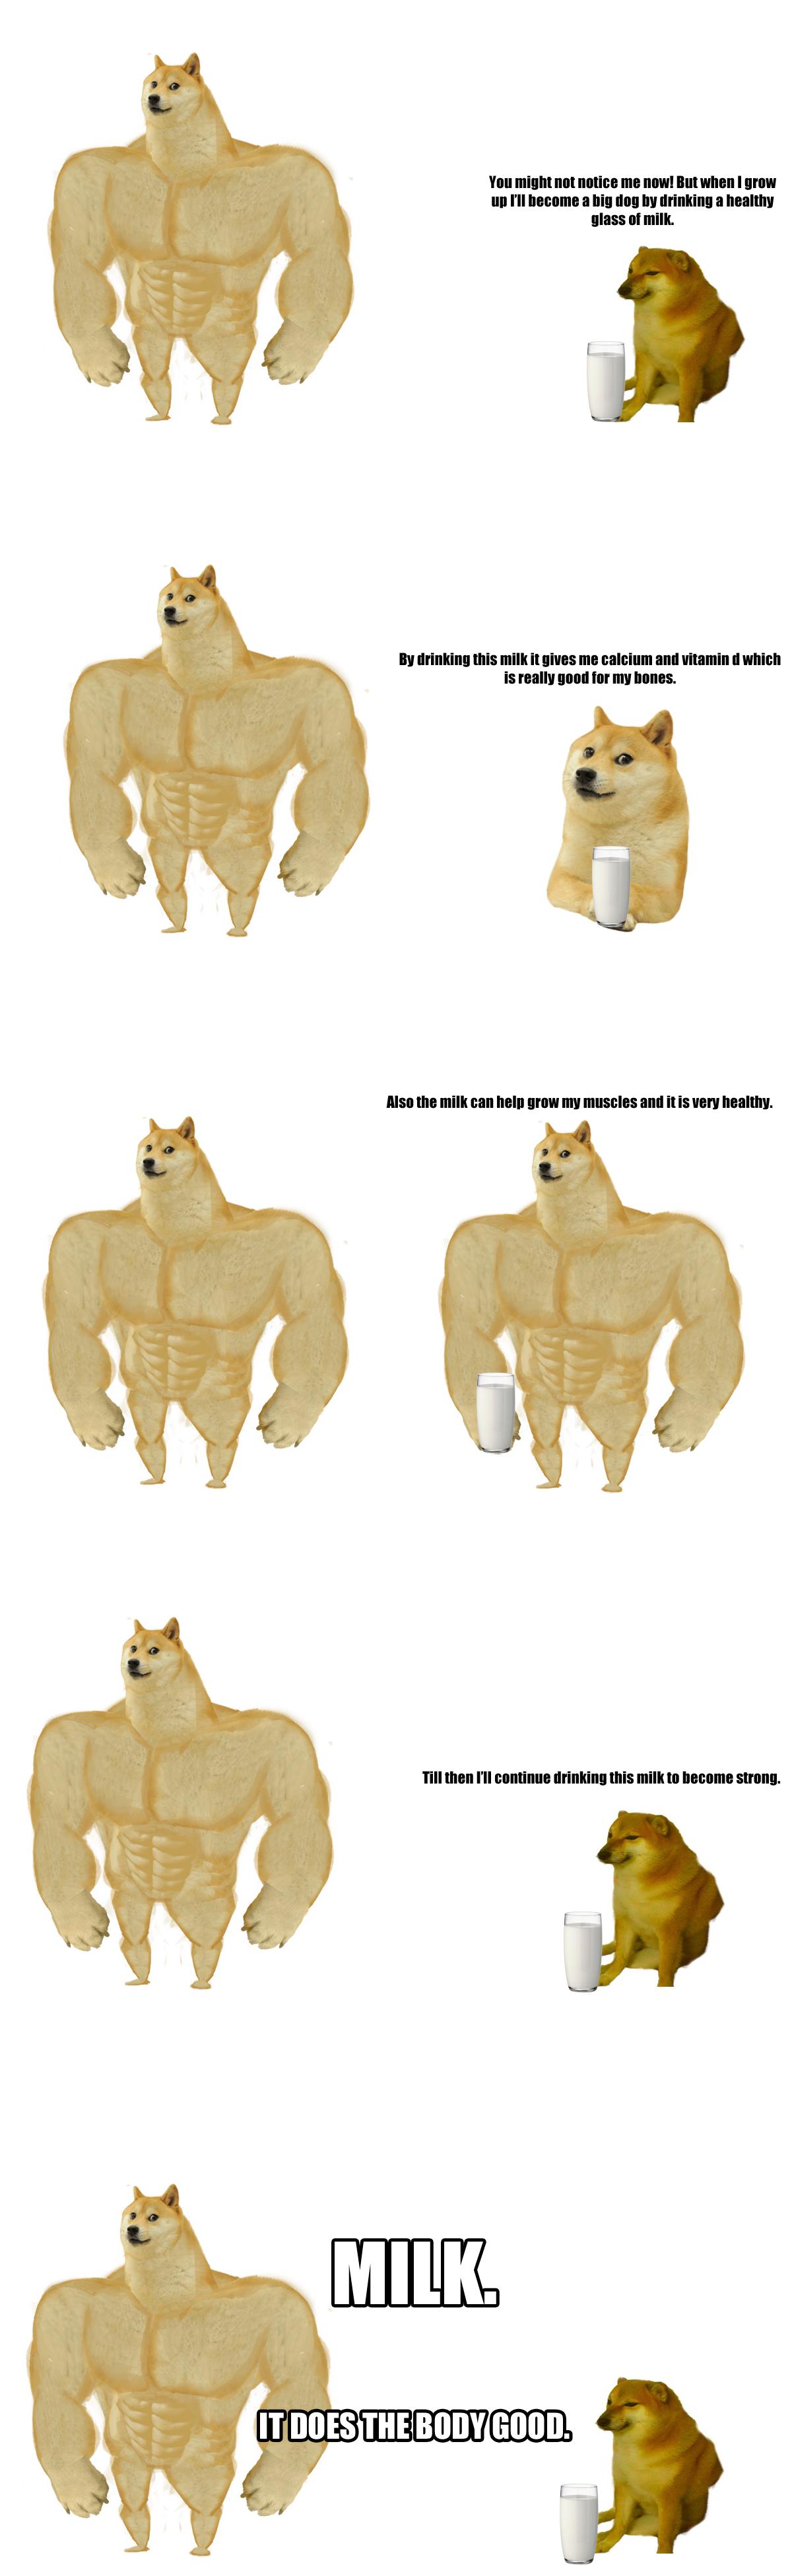 You might not notice me now! But when I grow
up I'll become a big dog by drinking a healthy
glass of milk.
By drinking this milk it gives me calcium and vitamin d which
is really good for my bones.
Also the milk can help grow my muscles and it is very healthy.
Till then I'll continue drinking this milk to become strong.
MILK.
IT DOES THE BODY GOOD.